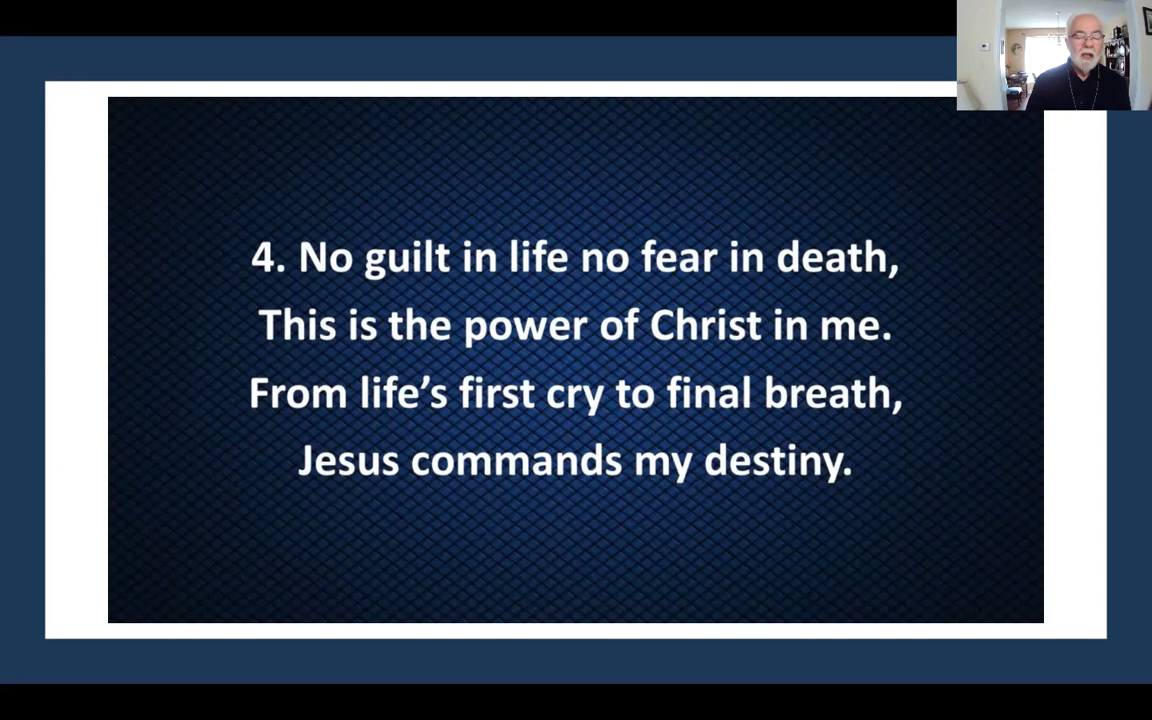 4. No guilt in life no fear in death,
This is the power of Christ in me.
From life’s first cry to final breath,
Jesus commands my destiny.